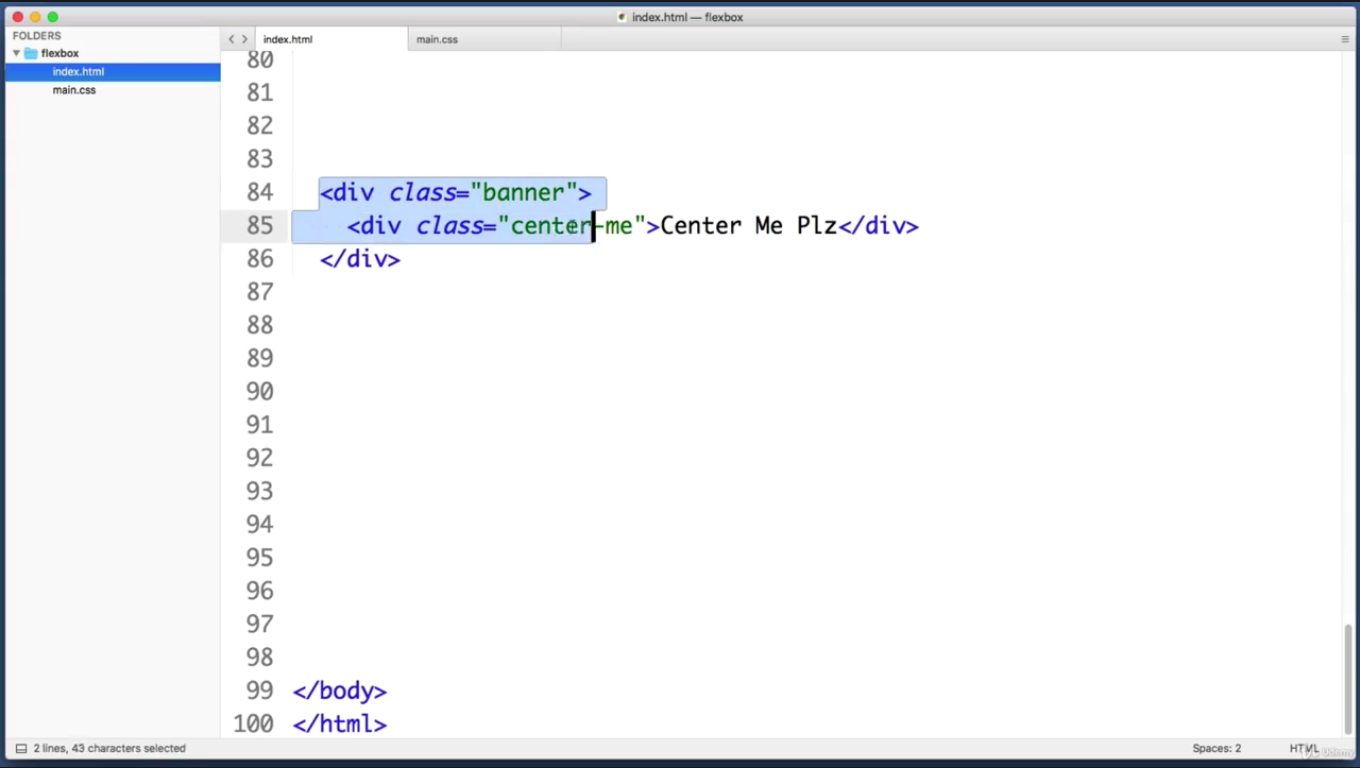 index.html — flexbox
FOLDERS
flexbox
index.html
main.css
index.html
main.css
80
81
82
83
84 <div class="banner">
85 <div class="center-me">Center Me Plz</div>
86 </div>
87
88
89
90
91
92
93
94
95
96
97
98
99 </body>
100 </html>
2 lines, 43 characters selected
Spaces: 2
HTML
Udemy